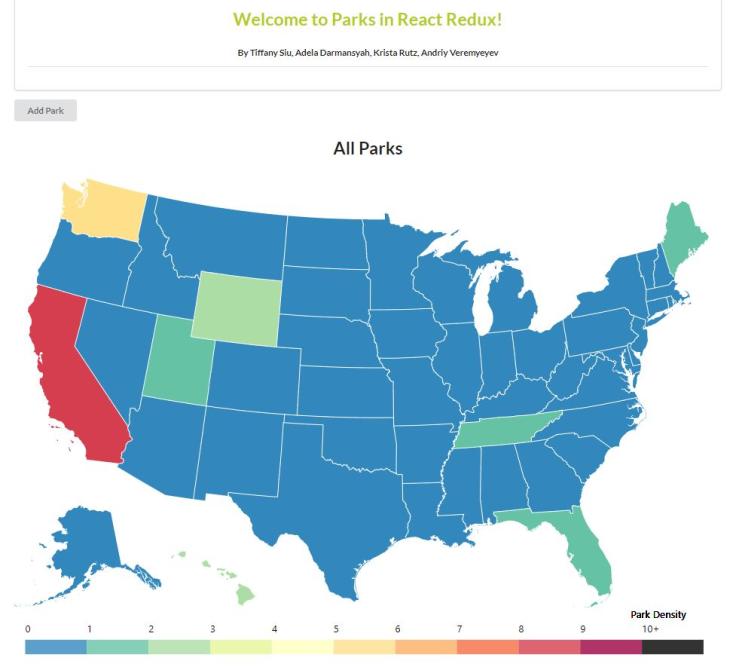 Welcome to Parks in React Redux!
By Tiffany Siu, Adela Darmansyah, Krista Rutz, Andriy Veremyeyev
Add Park
All Parks
Park Density
0 1 2 3 4 5 6 7 8 9 10+